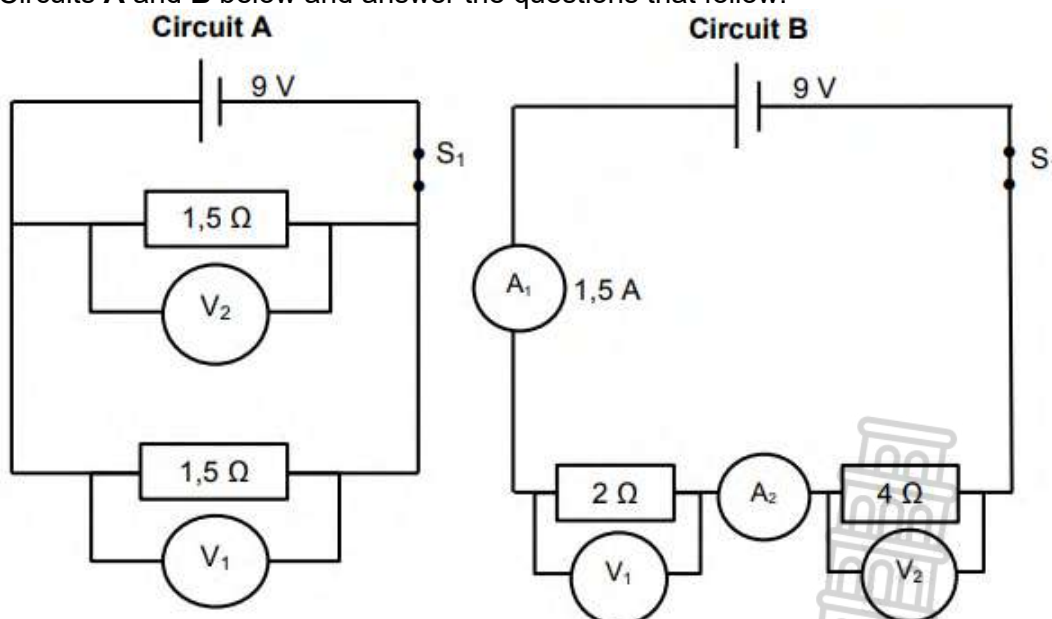 Circuits A and B below and answer the questions that follow.
Circuit A
9 V
S₁
1,5 Ω
V₂
1,5 Ω
V₁
Circuit B
9 V
S
A₁
1,5 A
2 Ω
A₂
4 Ω
V₁
V₂